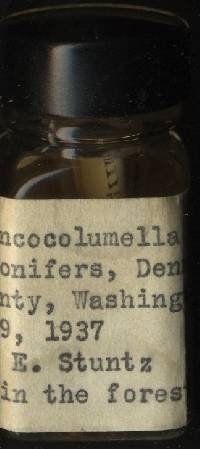 ncocolumella
onifers, Den
nty, Washing
9, 1937
E. Stuntz
in the fores